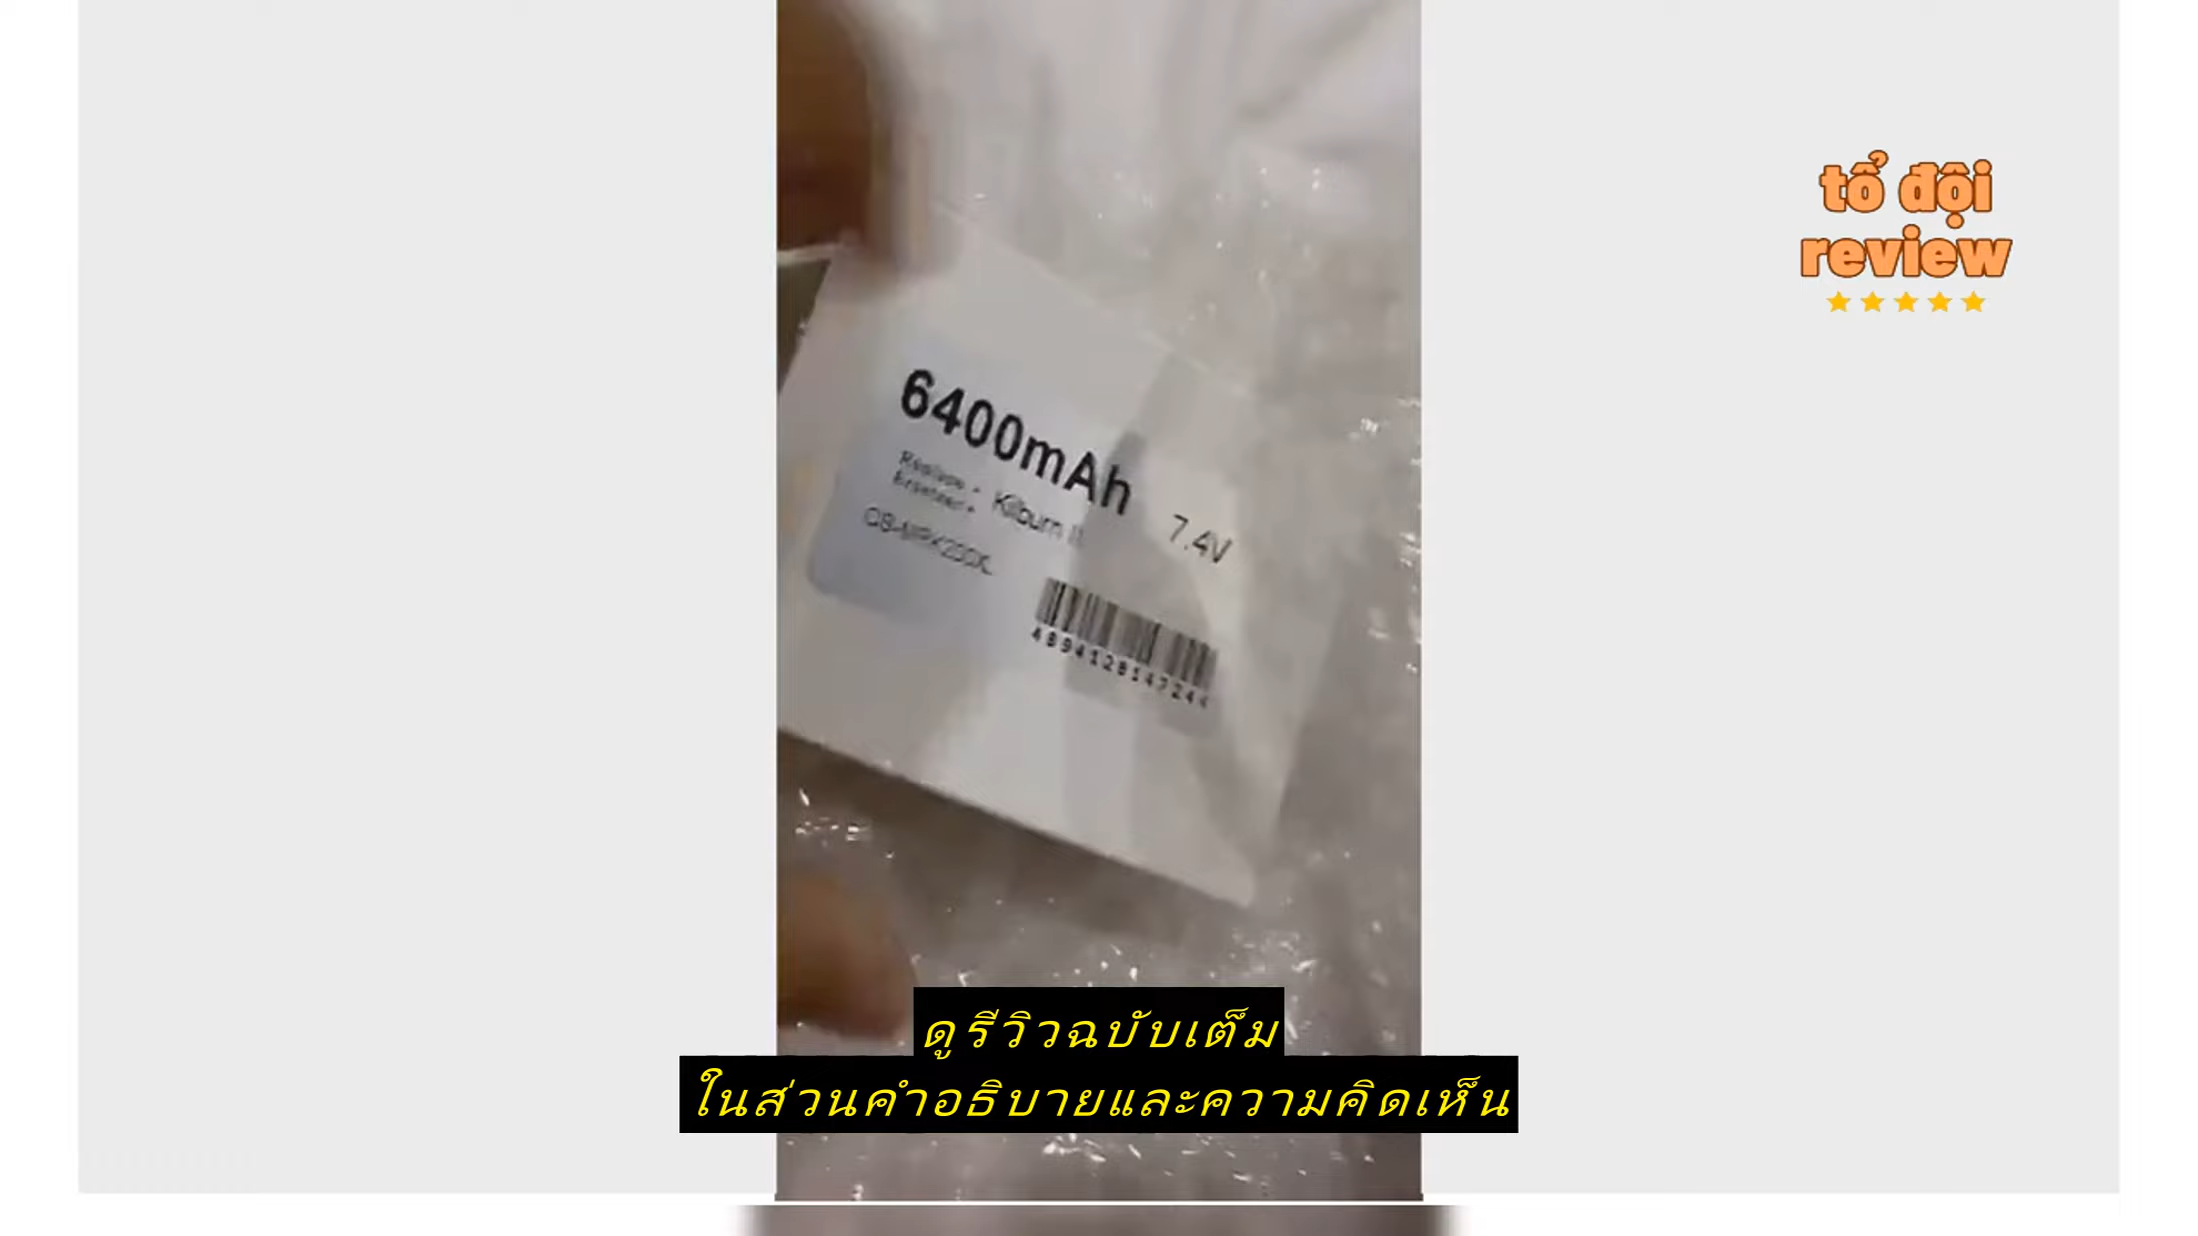 tổ đội
review
6400mAh
Kilburn II
7.4V
4894128147244
ดูรีวิวฉบับเต็ม
ในส่วนคำอธิบายและความคิดเห็น